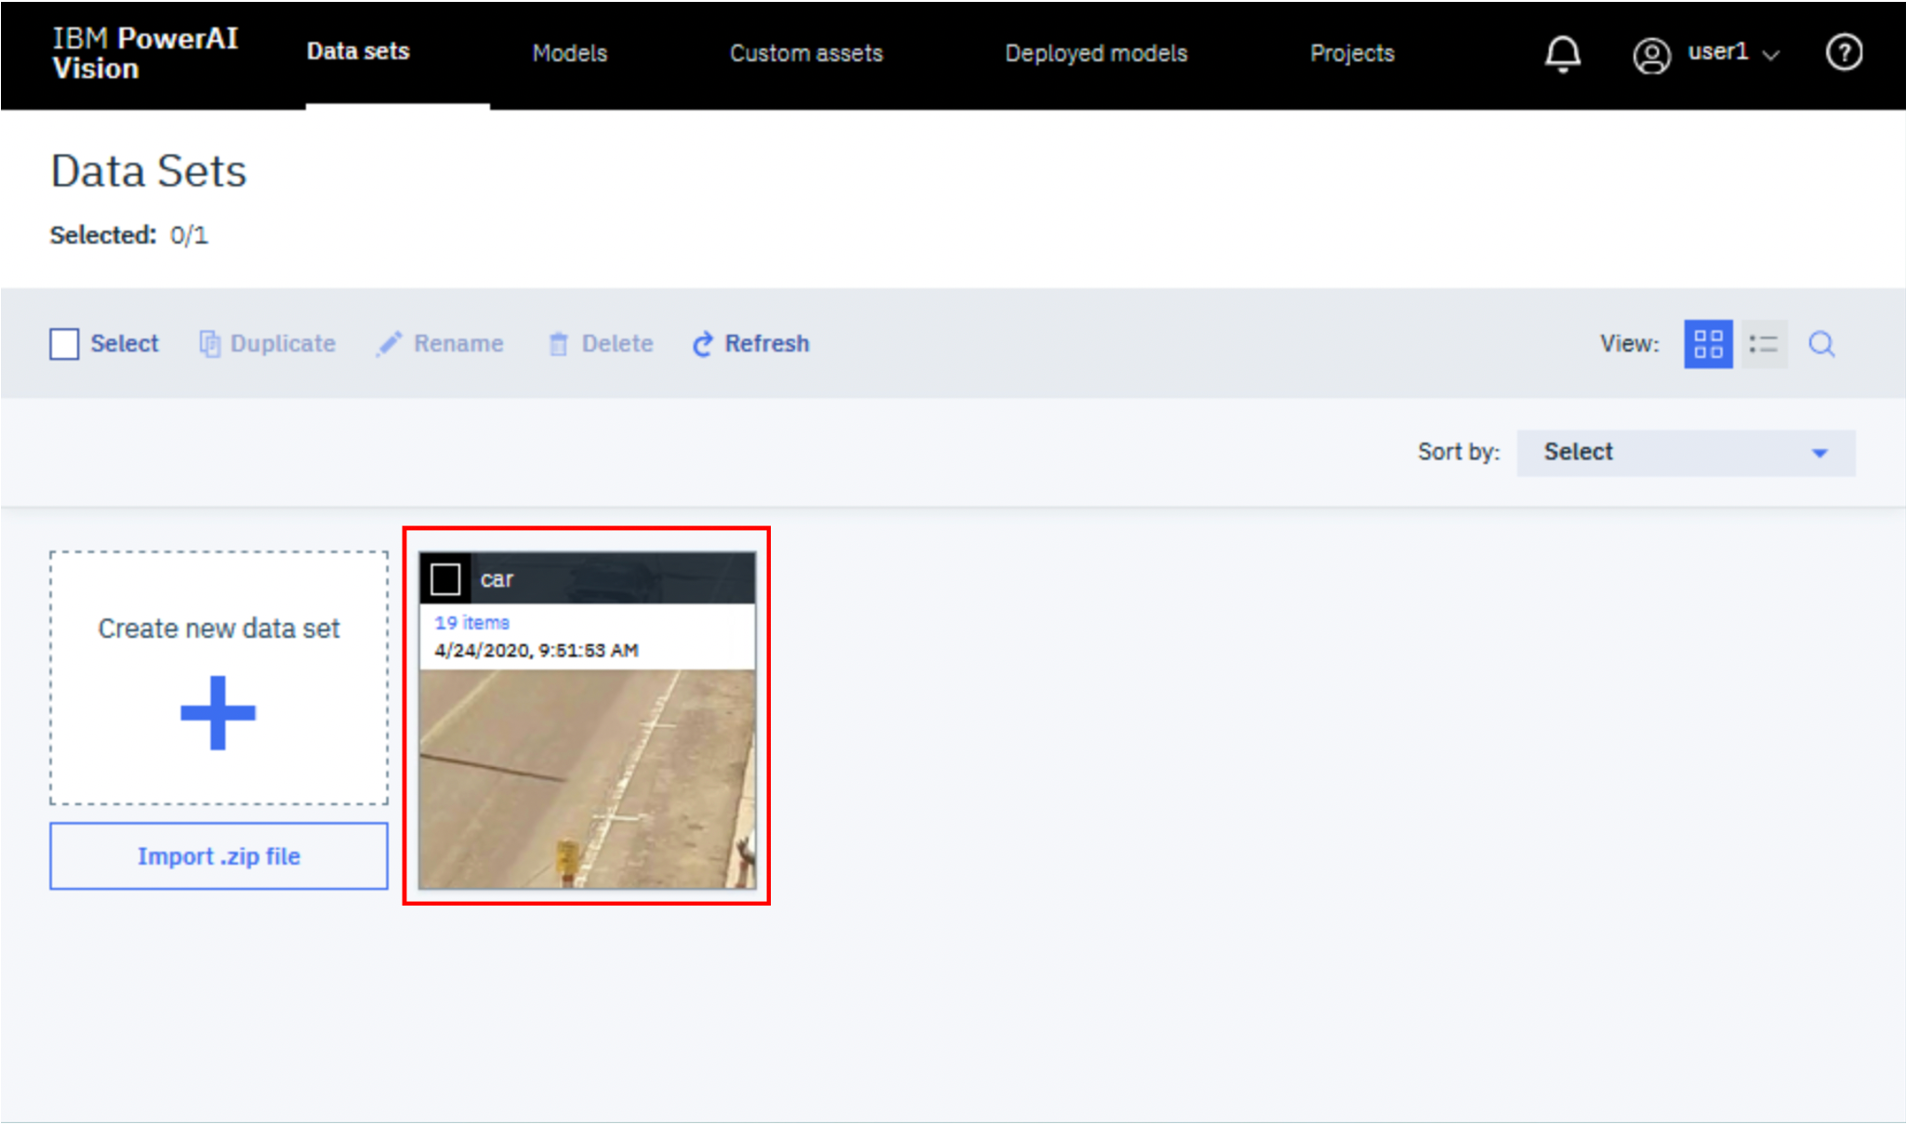 IBM PowerAI
Vision
Data sets
Models
Custom assets
Deployed models
Projects
user1
?
Data Sets
Selected: 0/1
Select
Duplicate
Rename
Delete
Refresh
View:
Sort by:
Select
Create new data set
Import .zip file
car
19 items
4/24/2020, 9:51:53 AM